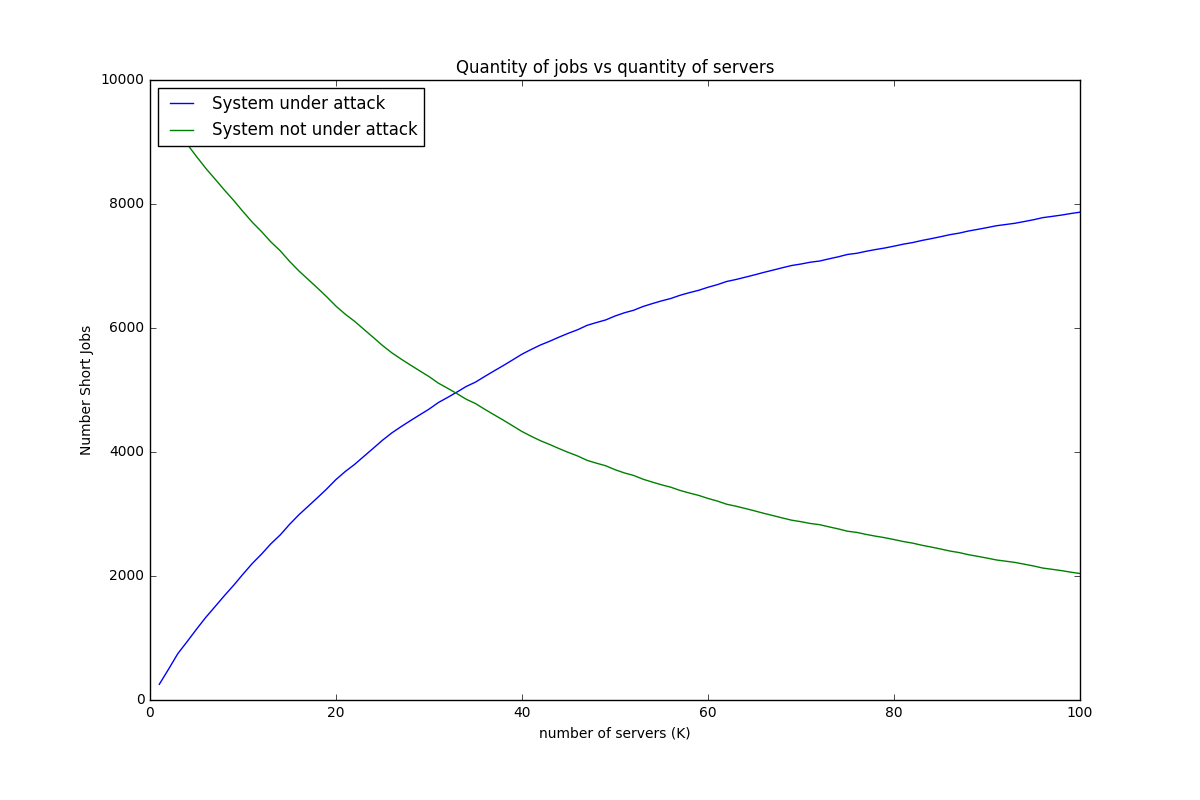 Quantity of jobs vs quantity of servers
10000
System under attack
System not under attack
8000
6000
Number Short Jobs
4000
2000
0
0 20 40 60 80 100
number of servers (K)